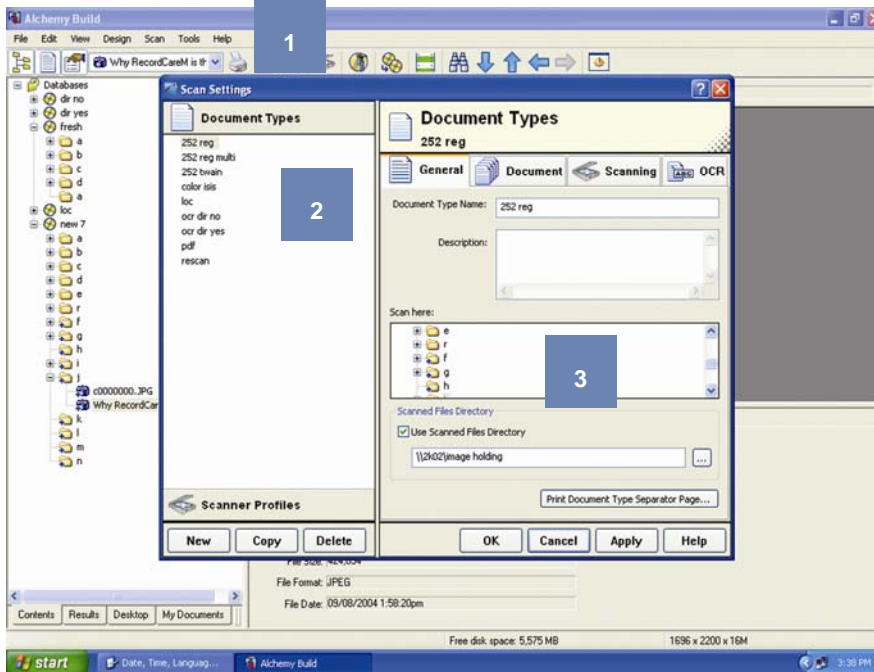 Alchemy Build
File Edit View Design Scan Tools Help
1
Why RecordCareM is th
Databases
dr no
dr yes
fresh
a
b
c
d
a
loc
new 7
a
b
c
d
e
r
f
g
h
i
j
c0000000.JPG
Why RecordCar
k
l
m
n
Scan Settings
Document Types
252 reg
252 reg multi
252 twain
color isis
loc
ocr dir no
ocr dir yes
pdf
rescan
2
Scanner Profiles
New Copy Delete
Document Types
252 reg
General Document Scanning OCR
Document Type Name: 252 reg
Description:
Scan here:
e
r
f
g
h
3
Scanned Files Directory
Use Scanned Files Directory
\\2k02\image holding
...
Print Document Type Separator Page...
OK Cancel Apply Help
File Format: JPEG
File Date: 09/08/2004 1:58:20pm
Contents Results Desktop My Documents
Free disk space: 5,575 MB 1696 x 2200 x 16M
start Date, Time, Languag... Alchemy Build 3:38 PM